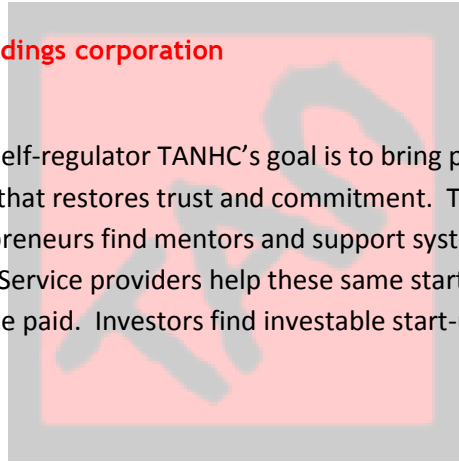 dings corporation
elf-regulator TANHC's goal is to bring p
that restores trust and commitment. T
preneurs find mentors and support syst
Service providers help these same start
e paid. Investors find investable start-
TAO